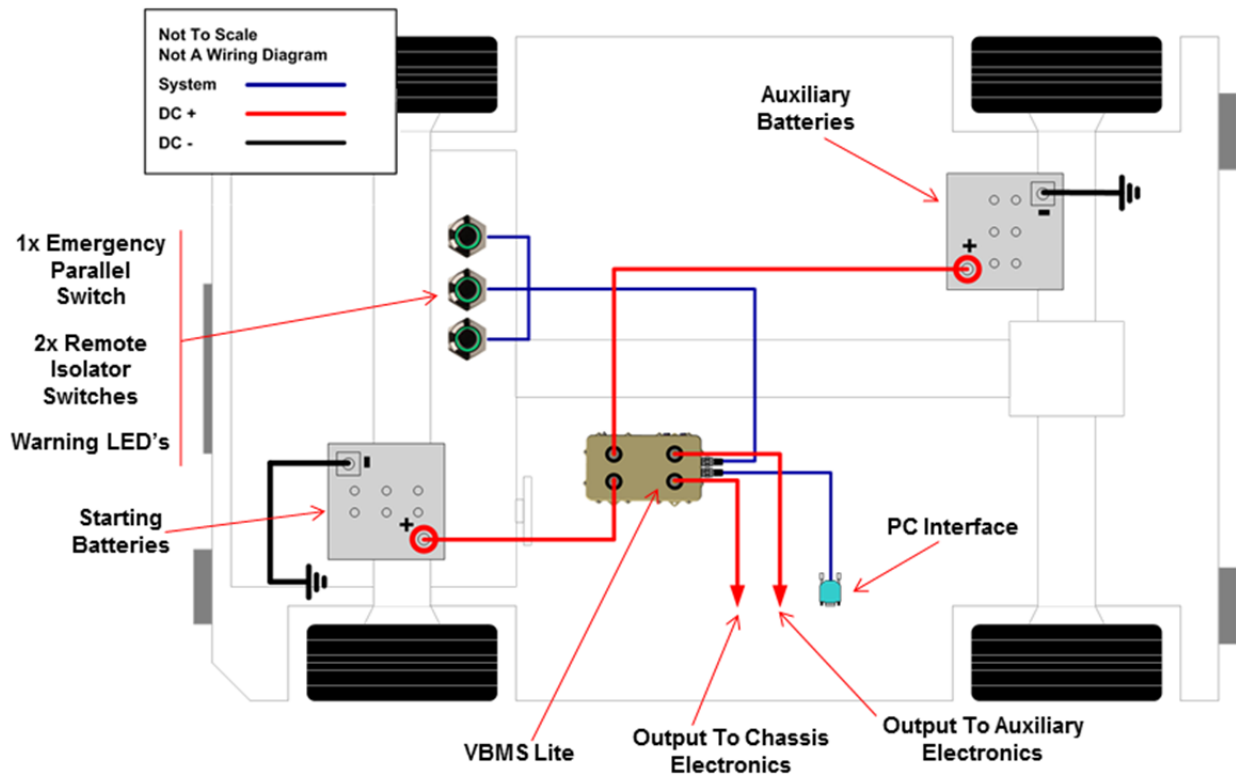 Not To Scale
Not A Wiring Diagram
System
DC +
DC -
Auxiliary
Batteries
1x Emergency
Parallel
Switch
2x Remote
Isolator
Switches
Warning LED's
Starting
Batteries
+
-
+
-
PC Interface
VBMS Lite
Output To Chassis
Electronics
Output To Auxiliary
Electronics